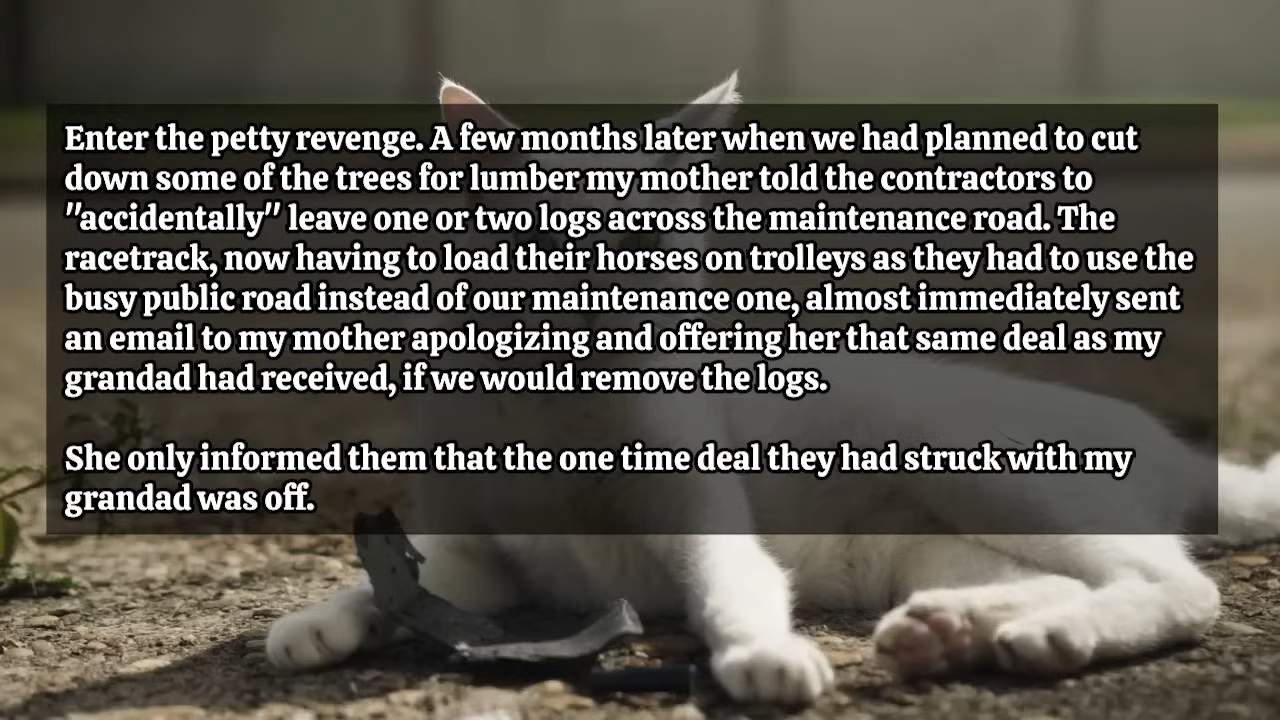 Enter the petty revenge. A few months later when we had planned to cut
down some of the trees for lumber my mother told the contractors to
"accidentally" leave one or two logs across the maintenance road. The
racetrack, now having to load their horses on trolleys as they had to use the
busy public road instead of our maintenance one, almost immediately sent
an email to my mother apologizing and offering her that same deal as my
grandad had received, if we would remove the logs.
She only informed them that the one time deal they had struck with my
grandad was off.